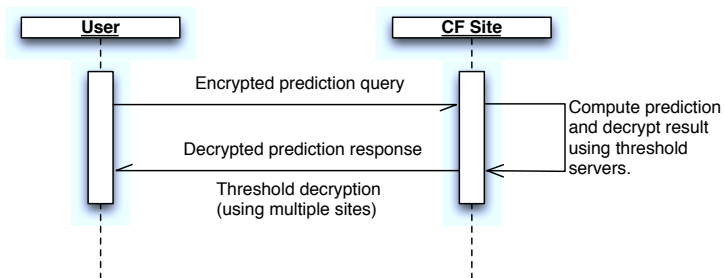 User
CF Site
Encrypted prediction query
Compute prediction
and decrypt result
using threshold
servers.
Decrypted prediction response
Threshold decryption
(using multiple sites)